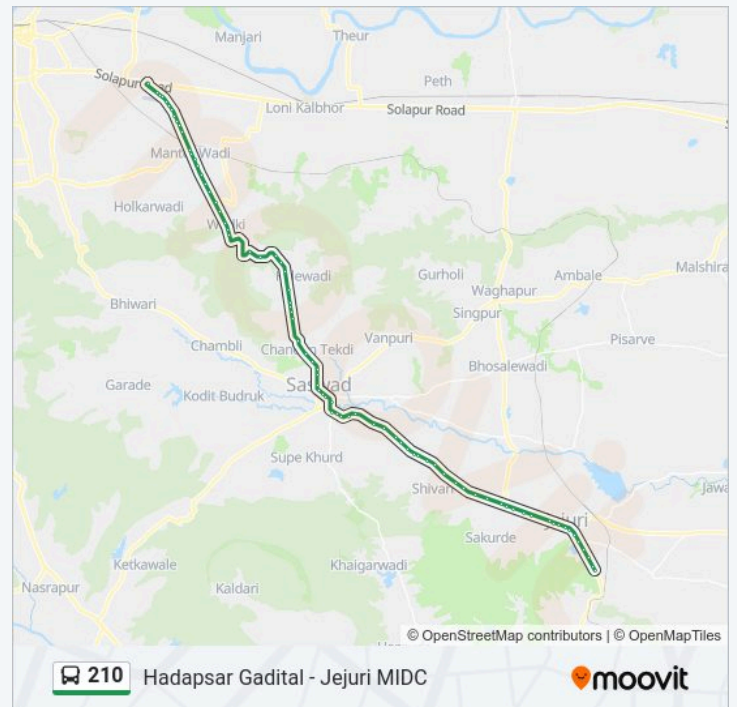 Manjari
Theur
Solapur Road
Peth
Loni Kalbhor
Solapur Road
Holkarwadi
Gurholi
Ambale
Malshira
Waghapur
Bhiwari
Singpur
Chambli
Vanpuri
Pisarve
Garade
Bhosalewadi
Kodit Budruk
Supe Khurd
Sakurde
Ketkawale
Khaigarwadi
Nasrapur
Kaldari
© OpenStreetMap contributors | © OpenMapTiles
210 Hadapsar Gadital - Jejuri MIDC
moovit